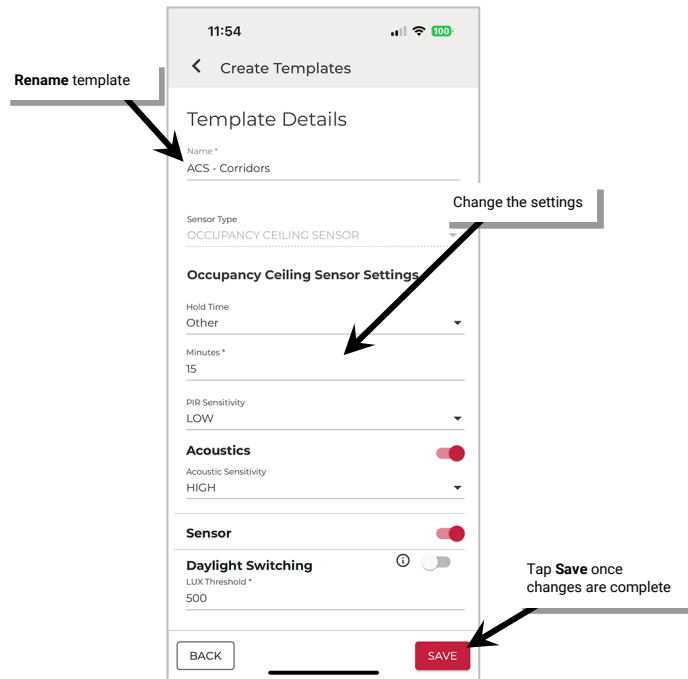 11:54
100
Create Templates
Rename template
Template Details
Name *
ACS - Corridors
Change the settings
Sensor Type
OCCUPANCY CEILING SENSOR
Occupancy Ceiling Sensor Settings
Hold Time
Other
Minutes *
15
PIR Sensitivity
LOW
Acoustics
Acoustic Sensitivity
HIGH
Sensor
Daylight Switching
LUX Threshold *
500
Tap Save once
changes are complete
BACK
SAVE